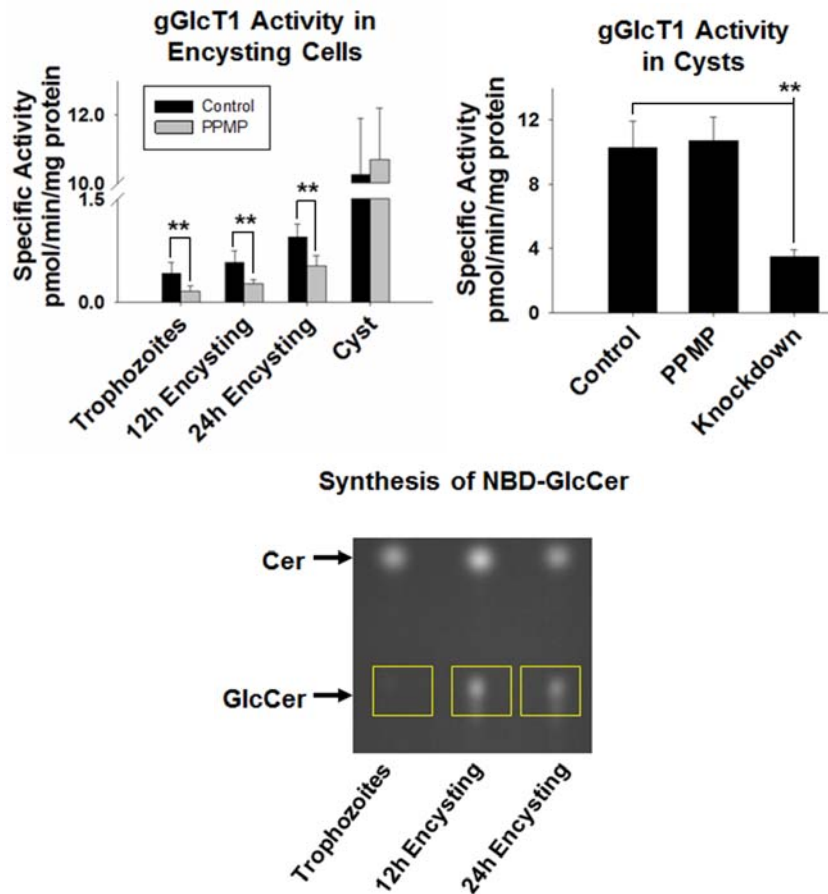 gGlcT1 Activity in
Encysting Cells
Specific Activity
pmol/min/mg protein
12.0
10.0
1.5
0.0
Control
PPMP
**
**
**
Trophozoites
12h Encysting
24h Encysting
Cyst
gGlcT1 Activity
in Cysts
Specific Activity
pmol/min/mg protein
12
8
4
0
**
Control
PPMP
Knockdown
Synthesis of NBD-GlcCer
Cer
GlcCer
Trophozoites
12h Encysting
24h Encysting